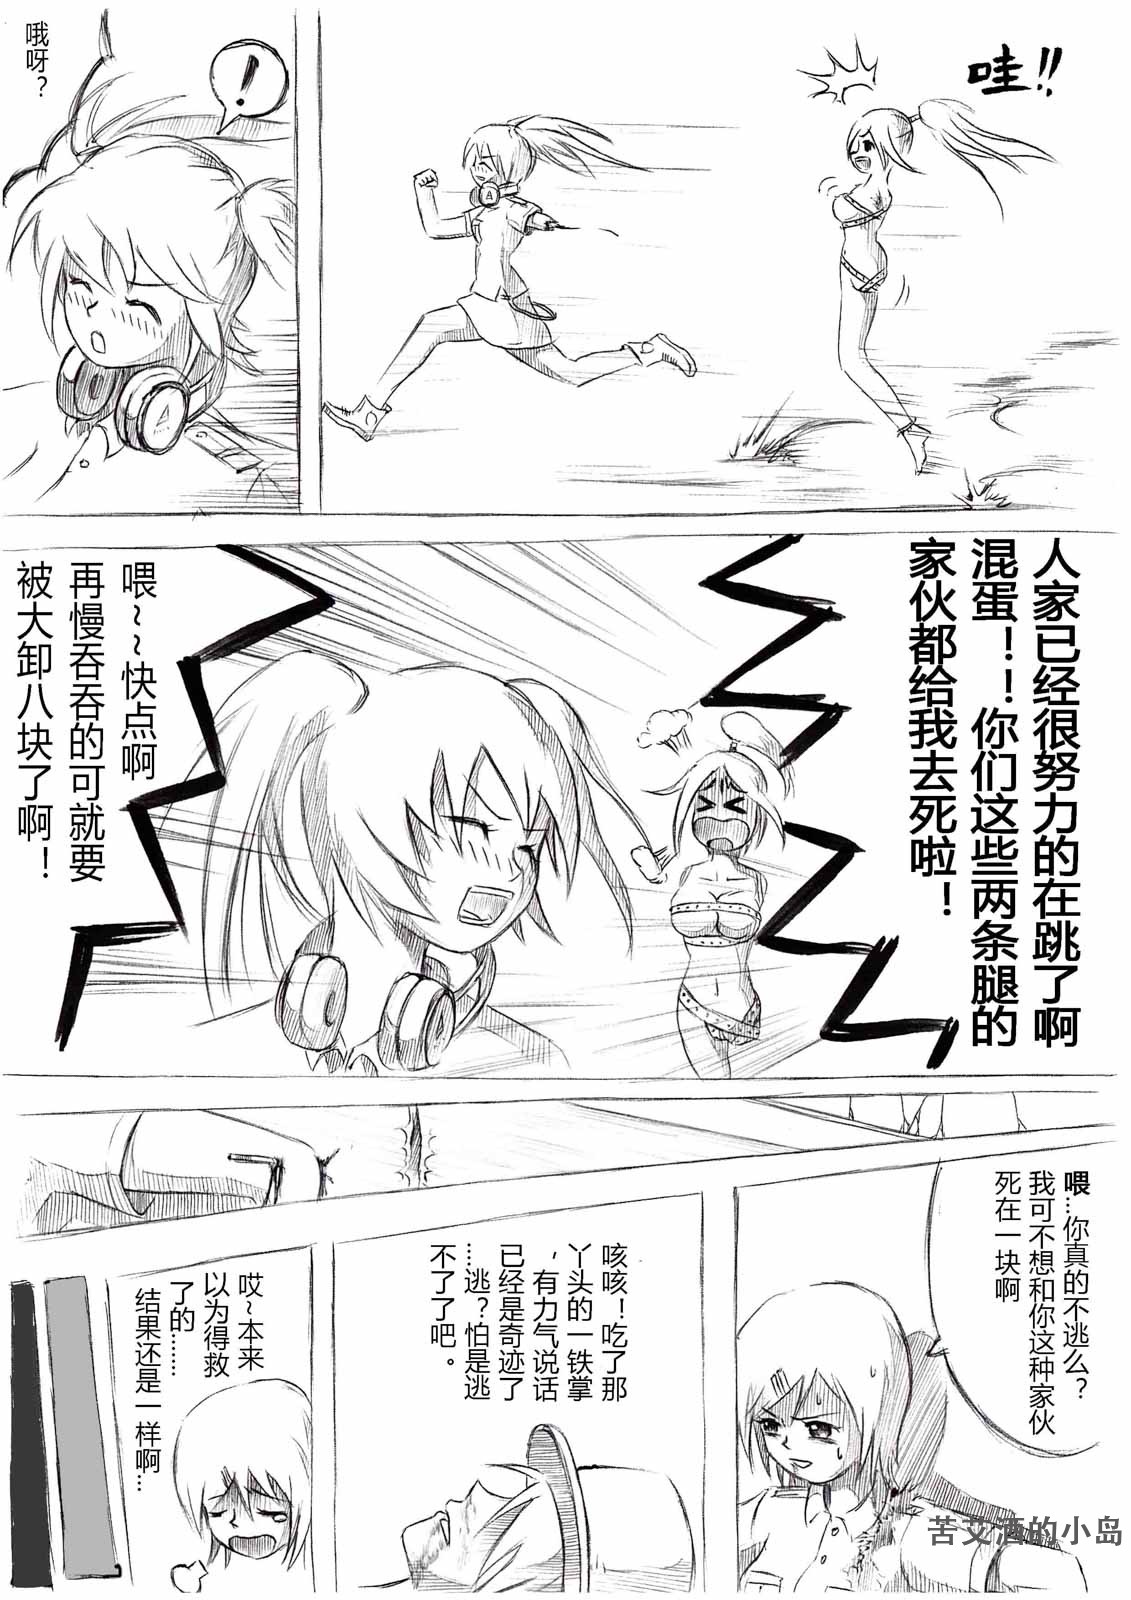 哇!!
!
哦呀？
A
A
人家已经很努力的在跳了啊
混蛋！！你们这些两条腿的
家伙都给我去死啦！
喂~~快点啊
再慢吞吞的可就要
被大卸八块了啊！
A
喂…你真的不逃么？
我可不想和你这种家伙
死在一块啊
咳咳！吃了那
丫头的一铁掌
，有力气说话
已经是奇迹了
……逃？怕是逃
不了了吧。
哎~本来
以为得救
了的………
结果还是一样啊…
苦艾酒的小岛